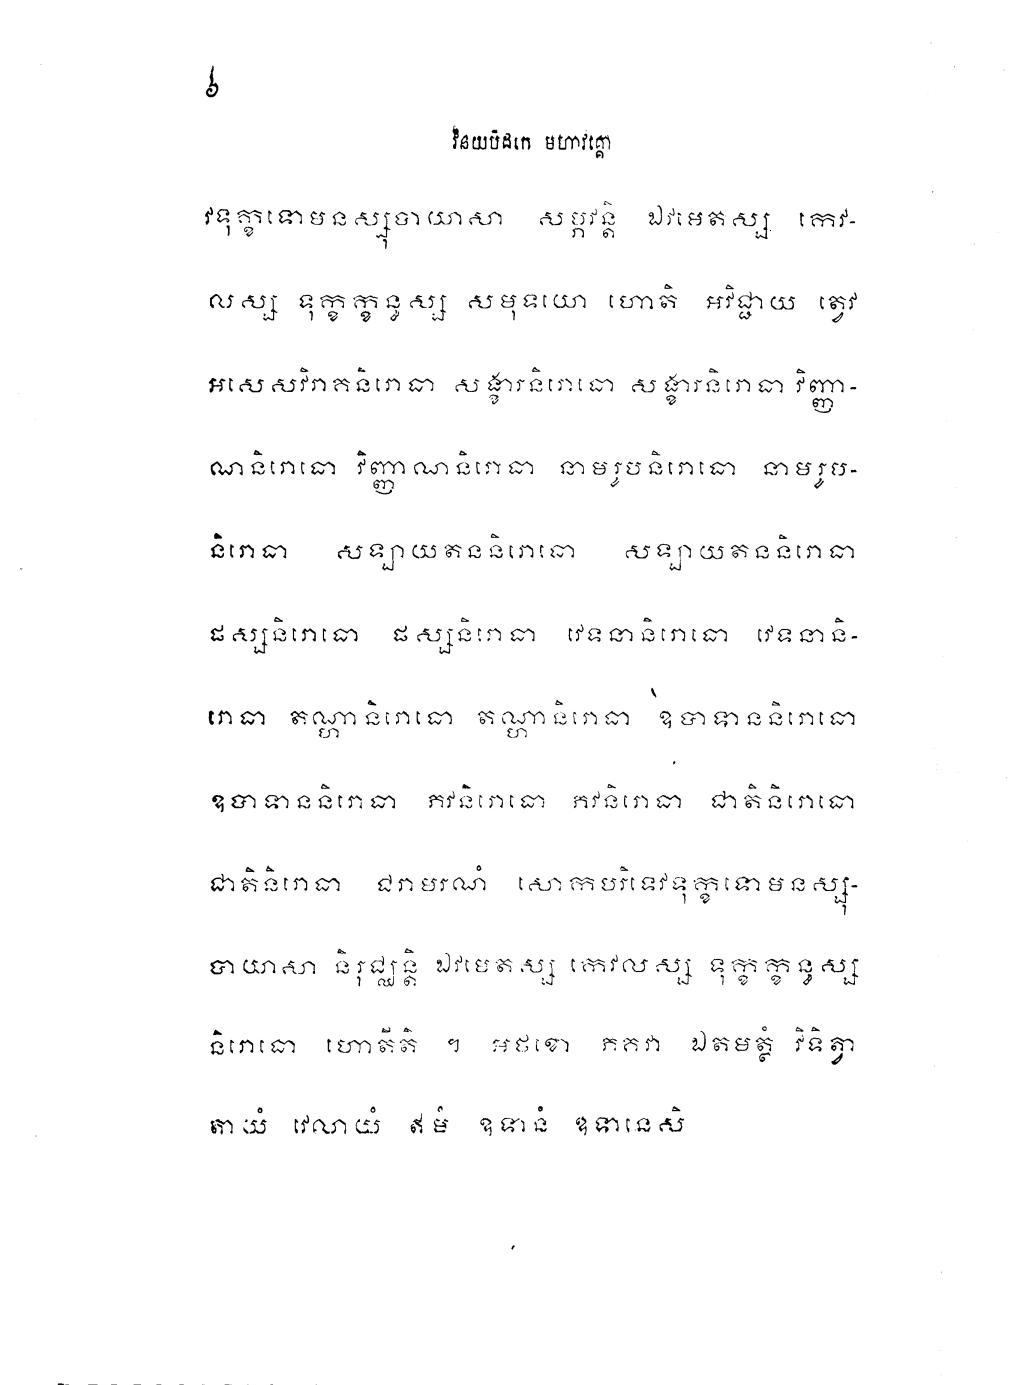 ៦
វិនយបិដកេ មហាវគ្គោ
វទុក្ខទោមនស្សុបាយាសា សម្ភវន្តិ ឯវមេតស្ស កេវ-
លស្ស ទុក្ខក្ខន្ធស្ស សមុទយោ ហោតិ អវិជ្ជាយ ត្វេវ
អសេសវិរាគនិរោធា សង្ខារនិរោធោ សង្ខារនិរោធា វិញ្ញា-
ណនិរោធោ វិញ្ញាណនិរោធា នាមរូបនិរោធោ នាមរូប-
និរោធា សឡាយតននិរោធោ សឡាយតននិរោធា
ផស្សនិរោធោ ផស្សនិរោធា វេទនានិរោធោ វេទនានិ-
រោធា តណ្ហានិរោធោ តណ្ហានិរោធា ឧបាទាននិរោធោ
ឧបាទាននិរោធា ភវនិរោធោ ភវនិរោធា ជាតិនិរោធោ
ជាតិនិរោធា ជរាមរណំ សោកបរិទេវទុក្ខទោមនស្សុ-
បាយាសា និរុជ្ឈន្តិ ឯវមេតស្ស កេវលស្ស ទុក្ខក្ខន្ធស្ស
និរោធោ ហោតីតិ ។ អថខោ ភគវា ឯតមត្ថំ វិទិត្វា
តាយំ វេលាយំ ឥមំ ឧទានំ ឧទានេសិ